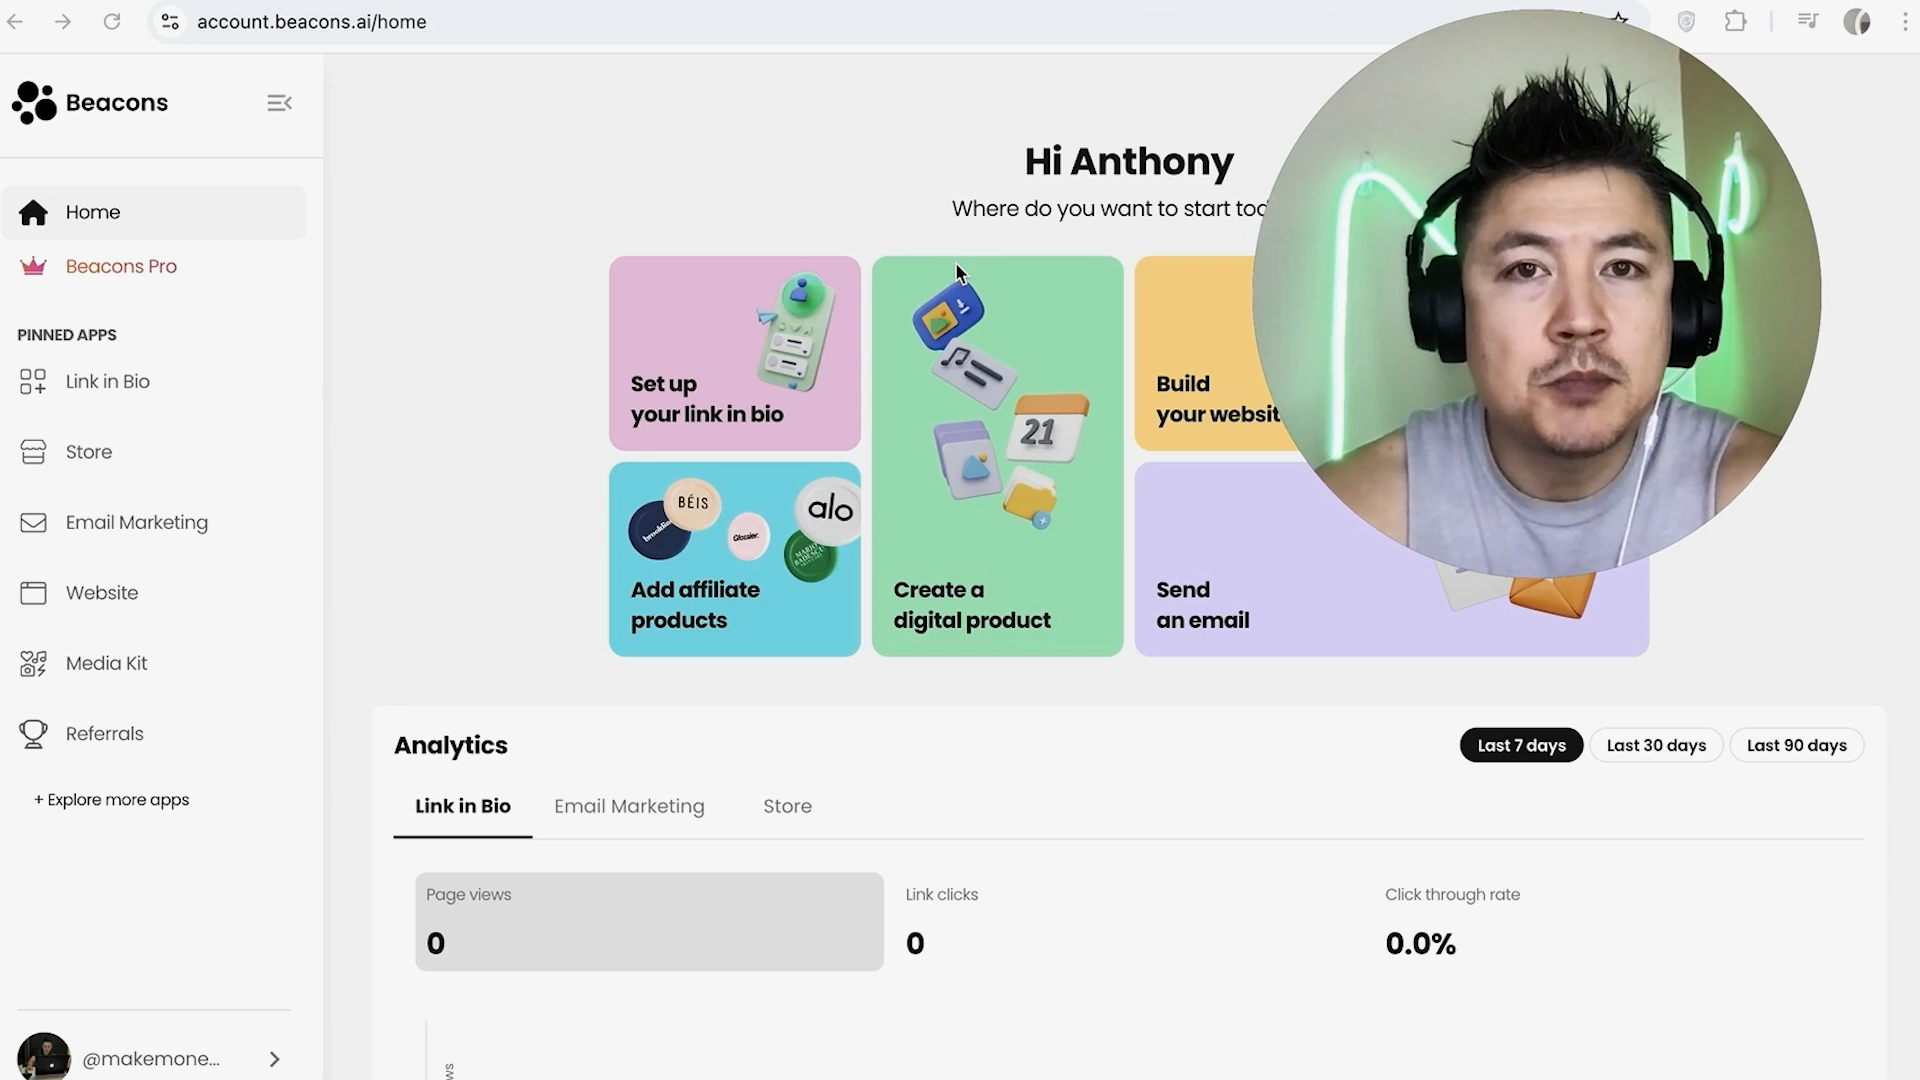 account.beacons.ai/home
Beacons
Home
Beacons Pro
PINNED APPS
Link in Bio
Store
Email Marketing
Website
Media Kit
Referrals
+ Explore more apps
@makemone...
Hi Anthony
Where do you want to start
Set up
your link in bio
BÉIS
alo
Glossier.
Add affiliate
products
21
Create a
digital product
Build
your websit
Send
an email
Analytics
Last 7 days
Last 30 days
Last 90 days
Link in Bio
Email Marketing
Store
Page views
0
Link clicks
0
Click through rate
0.0%